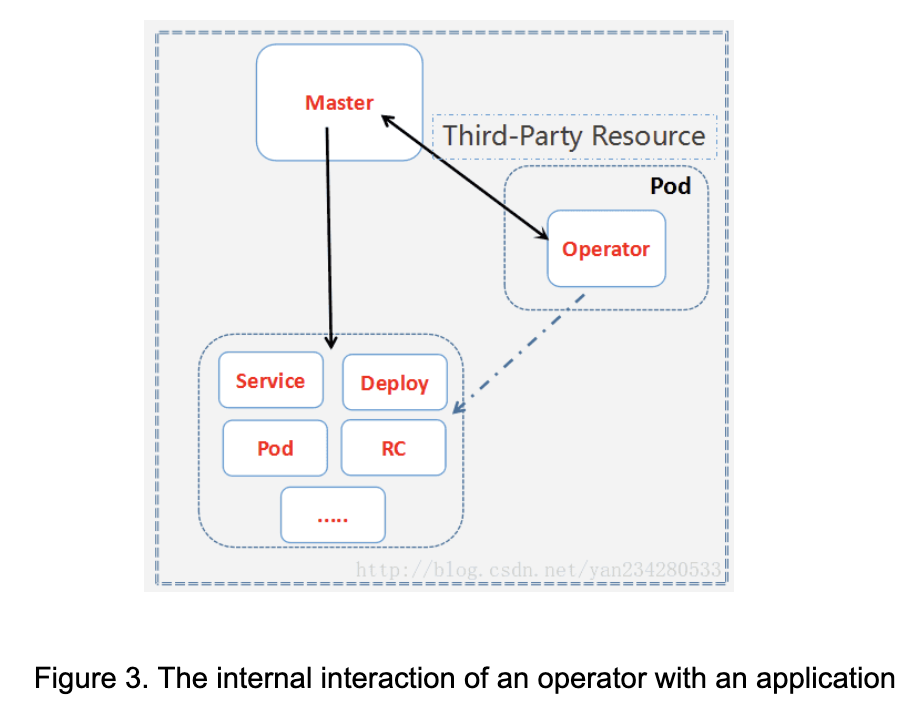 Master
Third-Party Resource
Pod
Operator
Service
Deploy
Pod
RC
.....
http://blog.csdn.net/yan234280533
Figure 3. The internal interaction of an operator with an application